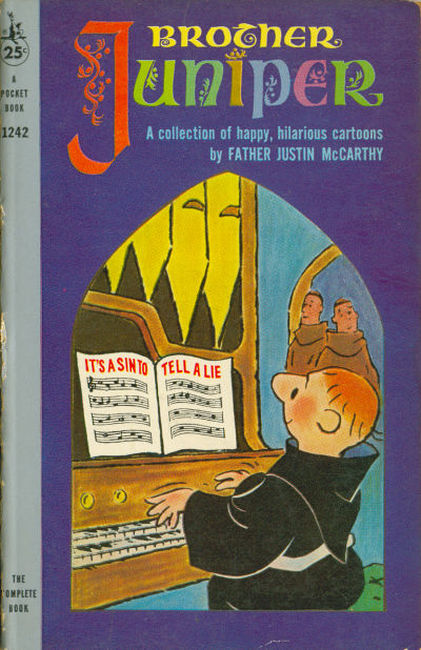 25¢
A
POCKET
BOOK
1242
BROTHER
JUNIPER
A collection of happy, hilarious cartoons
by FATHER JUSTIN McCARTHY
IT'S A SIN TO TELL A LIE
THE
COMPLETE
BOOK